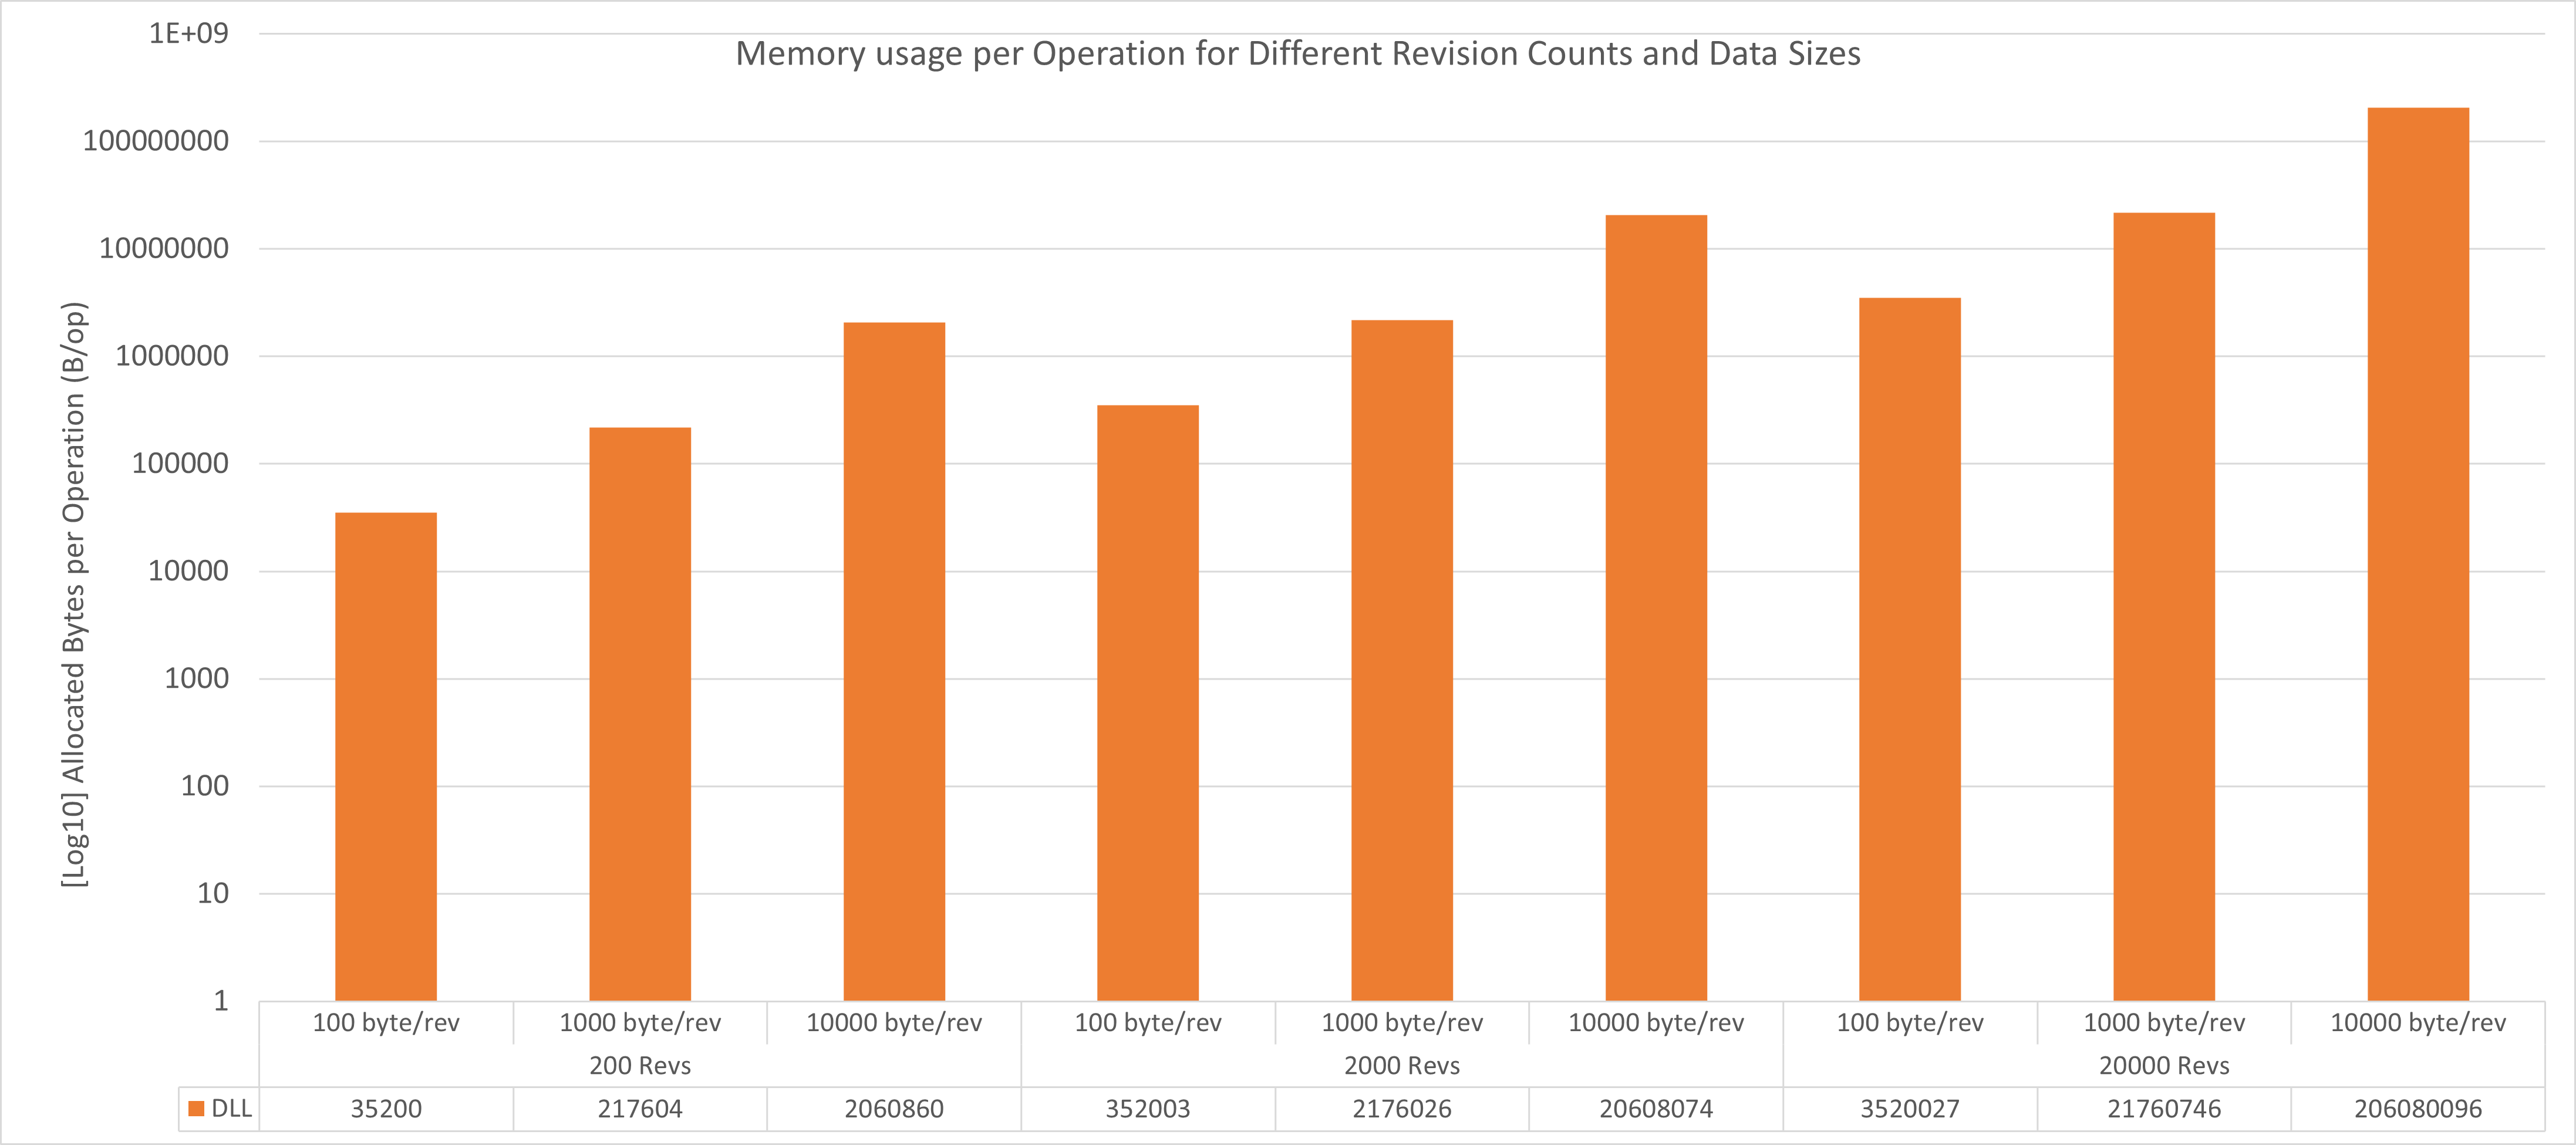 Memory usage per Operation for Different Revision Counts and Data Sizes
[Log10] Allocated Bytes per Operation (B/op)
1E+09
100000000
10000000
1000000
100000
10000
1000
100
10
1
100 byte/rev 1000 byte/rev 10000 byte/rev 100 byte/rev 1000 byte/rev 10000 byte/rev 100 byte/rev 1000 byte/rev 10000 byte/rev
200 Revs 2000 Revs 20000 Revs
DLL 35200 217604 2060860 352003 2176026 20608074 3520027 21760746 206080096